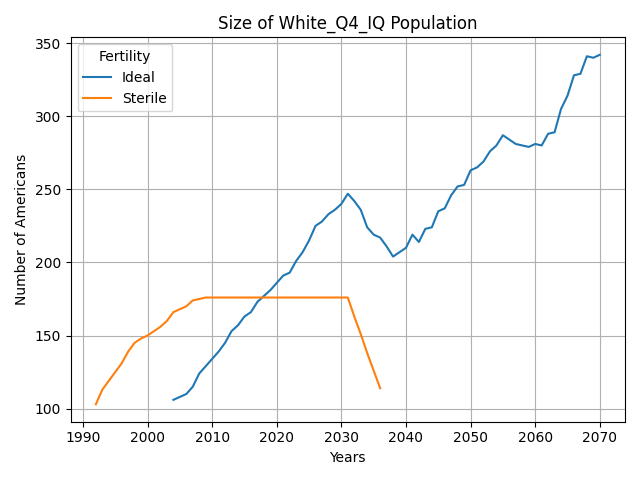 Size of White_Q4_IQ Population
Fertility
Ideal
Sterile
Number of Americans
350
300
250
200
150
100
1990 2000 2010 2020 2030 2040 2050 2060 2070
Years